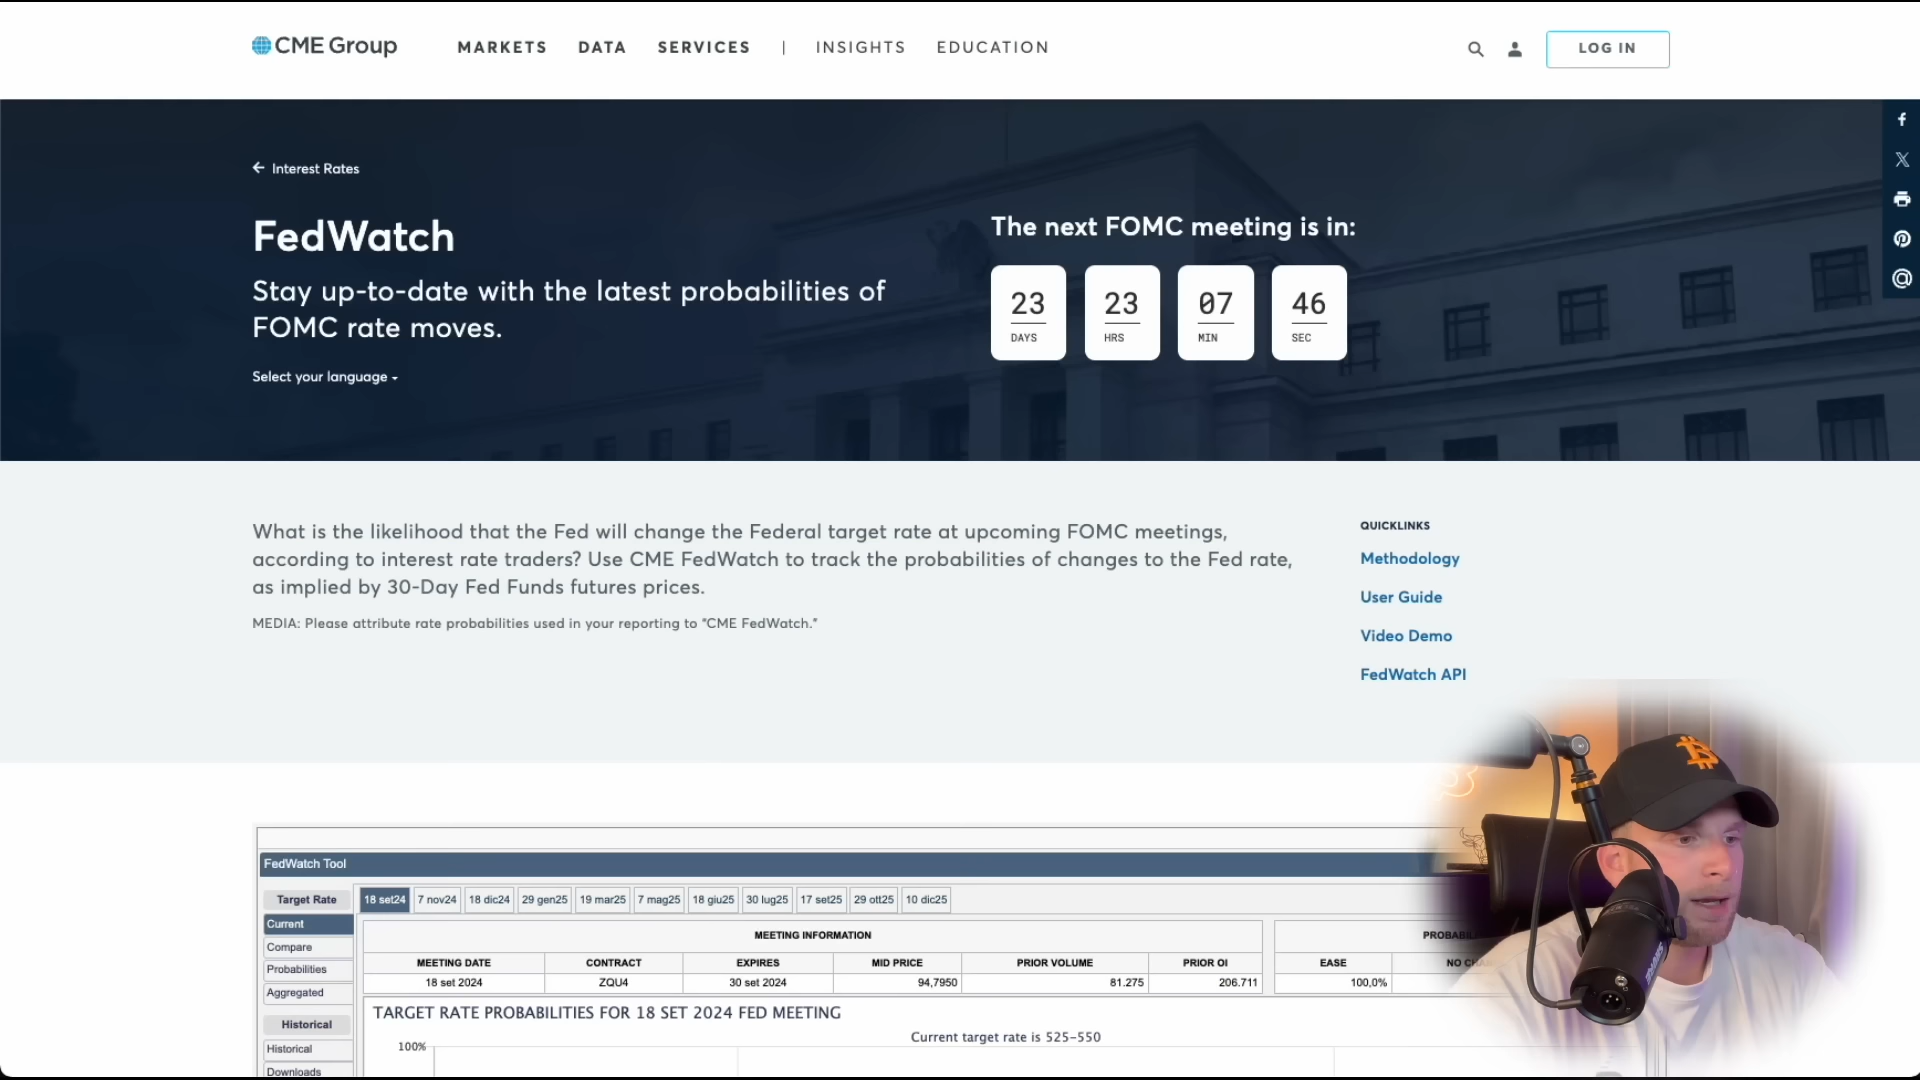 CME Group
MARKETS DATA SERVICES | INSIGHTS EDUCATION
LOG IN
Interest Rates
FedWatch
Stay up-to-date with the latest probabilities of
FOMC rate moves.
Select your language
The next FOMC meeting is in:
23 23 07 46
DAYS HRS MIN SEC
What is the likelihood that the Fed will change the Federal target rate at upcoming FOMC meetings,
according to interest rate traders? Use CME FedWatch to track the probabilities of changes to the Fed rate,
as implied by 30-Day Fed Funds futures prices.
MEDIA: Please attribute rate probabilities used in your reporting to "CME FedWatch."
QUICKLINKS
Methodology
User Guide
Video Demo
FedWatch API
FedWatch Tool
Target Rate
Current
Compare
Probabilities
Aggregated
Historical
Historical
Downloads
18 set24 7 nov24 18 dic24 29 gen25 19 mar25 7 mag25 18 giu25 30 lug25 17 set25 29 ott25 10 dic25
MEETING INFORMATION
MEETING DATE CONTRACT EXPIRES MID PRICE PRIOR VOLUME PRIOR OI
18 set 2024 ZQU4 30 set 2024 94,7950 81.275 206.711
EASE NO
100,0%
TARGET RATE PROBABILITIES FOR 18 SET 2024 FED MEETING
Current target rate is 525–550
100%
SHURE